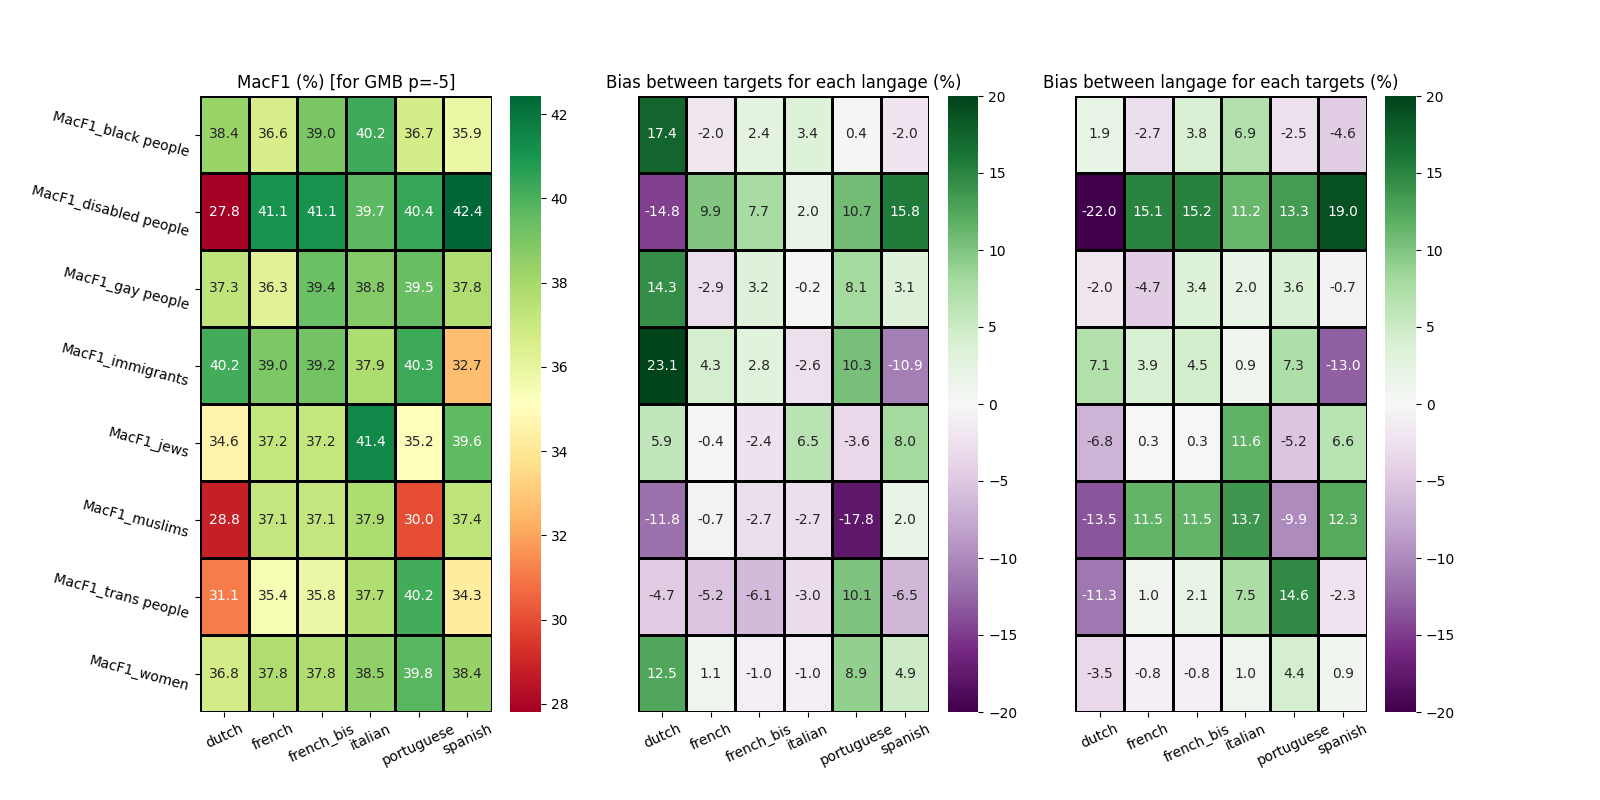 MacF1 (%) [for GMB p=-5]
Bias between targets for each langage (%)
Bias between langage for each targets (%)
MacF1_black people 38.4 36.6 39.0 40.2 36.7 35.9
MacF1_disabled people 27.8 41.1 41.1 39.7 40.4 42.4
MacF1_gay people 37.3 36.3 39.4 38.8 39.5 37.8
MacF1_immigrants 40.2 39.0 39.2 37.9 40.3 32.7
MacF1_jews 34.6 37.2 37.2 41.4 35.2 39.6
MacF1_muslims 28.8 37.1 37.1 37.9 30.0 37.4
MacF1_trans people 31.1 35.4 35.8 37.7 40.2 34.3
MacF1_women 36.8 37.8 37.8 38.5 39.8 38.4
dutch french french_bis italian portuguese spanish
42
40
38
36
34
32
30
28
17.4 -2.0 2.4 3.4 0.4 -2.0
-14.8 9.9 7.7 2.0 10.7 15.8
14.3 -2.9 3.2 -0.2 8.1 3.1
23.1 4.3 2.8 -2.6 10.3 -10.9
5.9 -0.4 -2.4 6.5 -3.6 8.0
-11.8 -0.7 -2.7 -2.7 -17.8 2.0
-4.7 -5.2 -6.1 -3.0 10.1 -6.5
12.5 1.1 -1.0 -1.0 8.9 4.9
dutch french french_bis italian portuguese spanish
20
15
10
5
0
−5
−10
−15
−20
1.9 -2.7 3.8 6.9 -2.5 -4.6
-22.0 15.1 15.2 11.2 13.3 19.0
-2.0 -4.7 3.4 2.0 3.6 -0.7
7.1 3.9 4.5 0.9 7.3 -13.0
-6.8 0.3 0.3 11.6 -5.2 6.6
-13.5 11.5 11.5 13.7 -9.9 12.3
-11.3 1.0 2.1 7.5 14.6 -2.3
-3.5 -0.8 -0.8 1.0 4.4 0.9
dutch french french_bis italian portuguese spanish
20
15
10
5
0
−5
−10
−15
−20